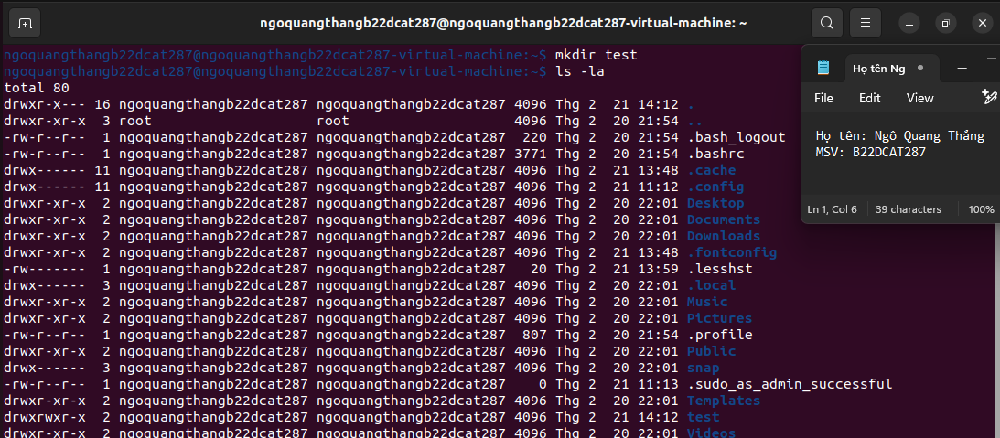 ngoquangthangb22dcat287@ngoquangthangb22dcat287-virtual-machine: ~
ngoquangthangb22dcat287@ngoquangthangb22dcat287-virtual-machine:~$ mkdir test
ngoquangthangb22dcat287@ngoquangthangb22dcat287-virtual-machine:~$ ls -la
total 80
drwxr-x--- 16 ngoquangthangb22dcat287 ngoquangthangb22dcat287 4096 Thg 2  21 14:12 .
drwxr-xr-x  3 root                    root                    4096 Thg 2  20 21:54 ..
-rw-r--r--  1 ngoquangthangb22dcat287 ngoquangthangb22dcat287  220 Thg 2  20 21:54 .bash_logout
-rw-r--r--  1 ngoquangthangb22dcat287 ngoquangthangb22dcat287 3771 Thg 2  20 21:54 .bashrc
drwx------ 11 ngoquangthangb22dcat287 ngoquangthangb22dcat287 4096 Thg 2  21 13:48 .cache
drwx------ 11 ngoquangthangb22dcat287 ngoquangthangb22dcat287 4096 Thg 2  21 11:12 .config
drwxr-xr-x  2 ngoquangthangb22dcat287 ngoquangthangb22dcat287 4096 Thg 2  20 22:01 Desktop
drwxr-xr-x  2 ngoquangthangb22dcat287 ngoquangthangb22dcat287 4096 Thg 2  20 22:01 Documents
drwxr-xr-x  2 ngoquangthangb22dcat287 ngoquangthangb22dcat287 4096 Thg 2  20 22:01 Downloads
drwxr-xr-x  2 ngoquangthangb22dcat287 ngoquangthangb22dcat287 4096 Thg 2  21 13:48 .fontconfig
-rw-------  1 ngoquangthangb22dcat287 ngoquangthangb22dcat287   20 Thg 2  21 13:59 .lesshst
drwx------  3 ngoquangthangb22dcat287 ngoquangthangb22dcat287 4096 Thg 2  20 22:01 .local
drwxr-xr-x  2 ngoquangthangb22dcat287 ngoquangthangb22dcat287 4096 Thg 2  20 22:01 Music
drwxr-xr-x  2 ngoquangthangb22dcat287 ngoquangthangb22dcat287 4096 Thg 2  20 22:01 Pictures
-rw-r--r--  1 ngoquangthangb22dcat287 ngoquangthangb22dcat287  807 Thg 2  20 21:54 .profile
drwxr-xr-x  2 ngoquangthangb22dcat287 ngoquangthangb22dcat287 4096 Thg 2  20 22:01 Public
drwx------  3 ngoquangthangb22dcat287 ngoquangthangb22dcat287 4096 Thg 2  20 22:01 snap
-rw-r--r--  1 ngoquangthangb22dcat287 ngoquangthangb22dcat287    0 Thg 2  21 11:13 .sudo_as_admin_successful
drwxr-xr-x  2 ngoquangthangb22dcat287 ngoquangthangb22dcat287 4096 Thg 2  20 22:01 Templates
drwxrwxr-x  2 ngoquangthangb22dcat287 ngoquangthangb22dcat287 4096 Thg 2  21 14:12 test
drwxr-xr-x  2 ngoquangthangb22dcat287 ngoquangthangb22dcat287 4096 Thg 2  20 22:01 Videos
Họ tên Ng
File Edit View
Họ tên: Ngô Quang Thắng
MSV: B22DCAT287
Ln 1, Col 6 39 characters 100%